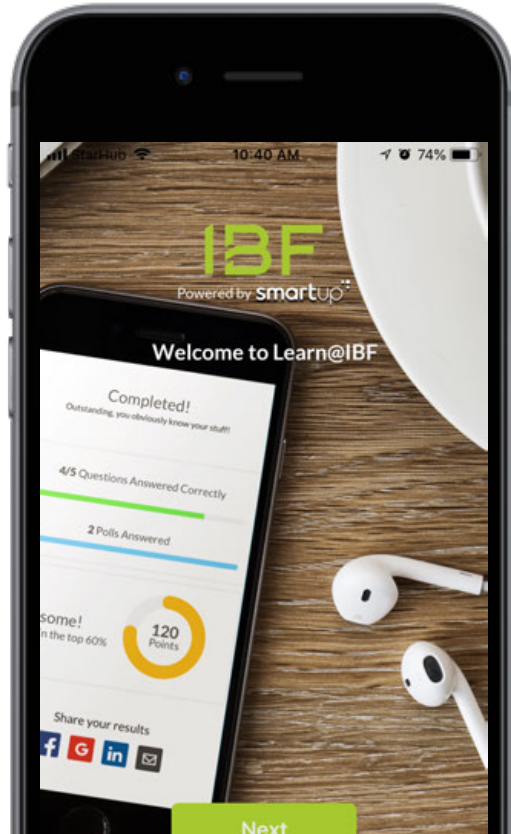 StarHub 10:40 AM 74%
IBF
Powered by smartup
Welcome to Learn@IBF
Completed!
Outstanding, you obviously know your stuff!
4/5 Questions Answered Correctly
2 Polls Answered
some!
n the top 60%
120
Points
Share your results
f G in
Next